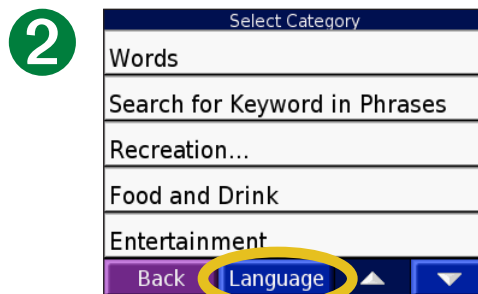 2
Select Category
Words
Search for Keyword in Phrases
Recreation...
Food and Drink
Entertainment
Back Language